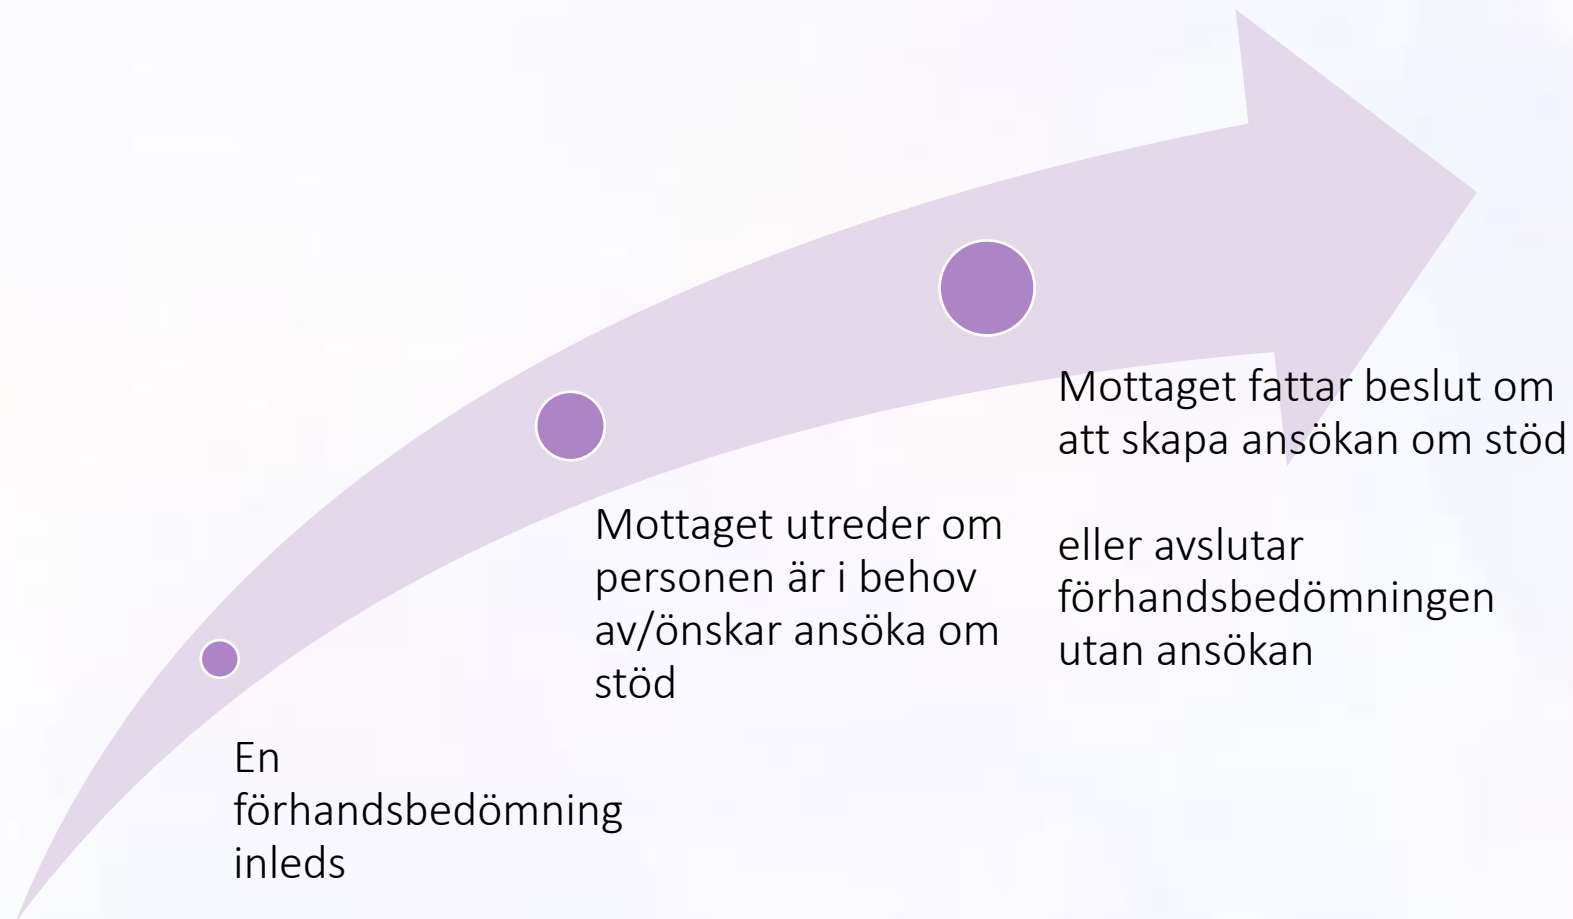 En
förhandsbedömning
inleds
Mottaget utreder om
personen är i behov
av/önskar ansöka om
stöd
Mottaget fattar beslut om
att skapa ansökan om stöd
eller avslutar
förhandsbedömningen
utan ansökan